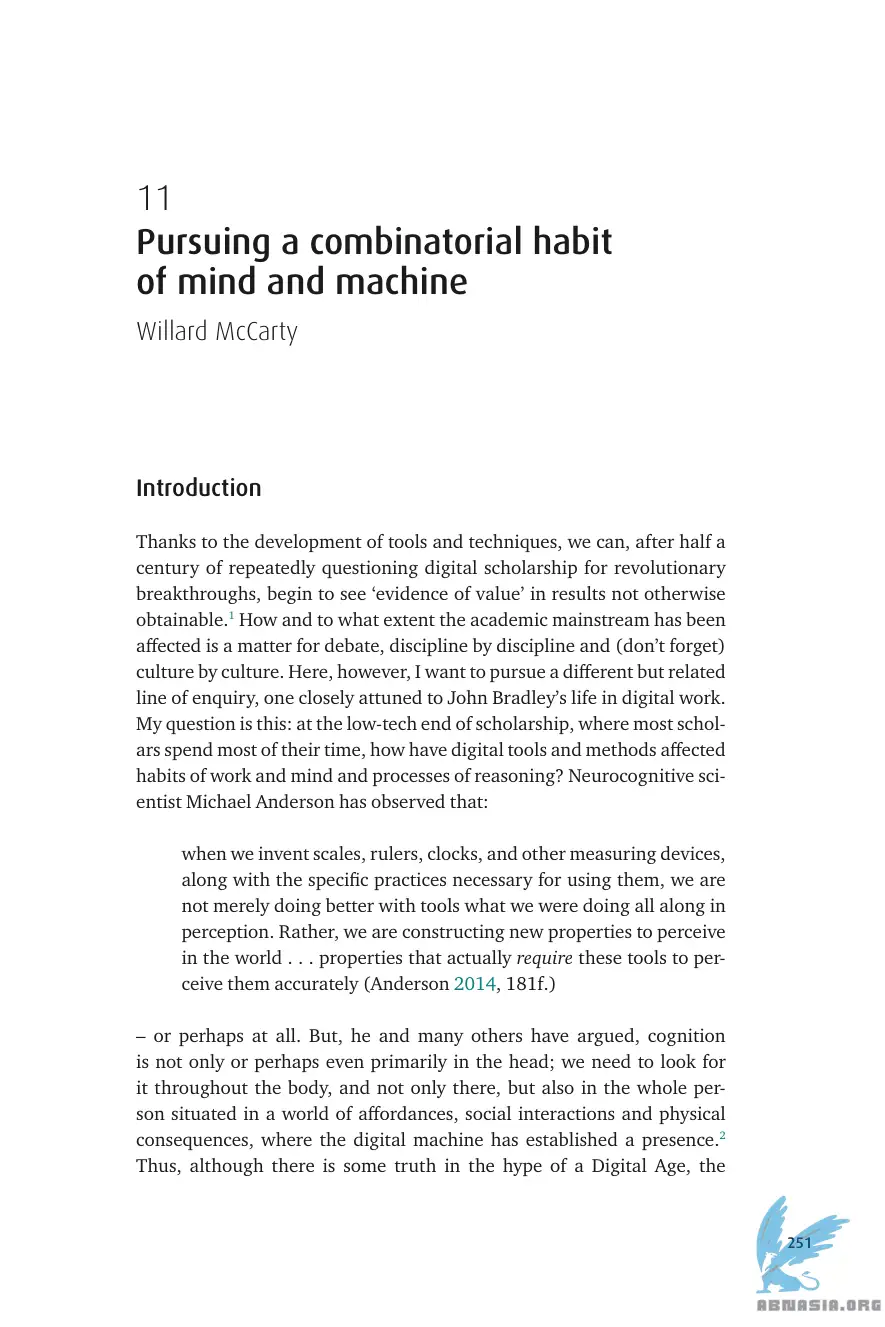 11
Pursuing a combinatorial habit
of mind and machine
Willard McCarty
Introduction
Thanks to the development of tools and techniques, we can, after half a
century of repeatedly questioning digital scholarship for revolutionary
breakthroughs, begin to see ‘evidence of value’ in results not otherwise
obtainable.1 How and to what extent the academic mainstream has been
affected is a matter for debate, discipline by discipline and (don’t forget)
culture by culture. Here, however, I want to pursue a different but related
line of enquiry, one closely attuned to John Bradley’s life in digital work.
My question is this: at the low-tech end of scholarship, where most schol-
ars spend most of their time, how have digital tools and methods affected
habits of work and mind and processes of reasoning? Neurocognitive sci-
entist Michael Anderson has observed that:
when we invent scales, rulers, clocks, and other measuring devices,
along with the specific practices necessary for using them, we are
not merely doing better with tools what we were doing all along in
perception. Rather, we are constructing new properties to perceive
in the world . . . properties that actually require these tools to per-
ceive them accurately (Anderson 2014, 181f.)
– or perhaps at all. But, he and many others have argued, cognition
is not only or perhaps even primarily in the head; we need to look for
it throughout the body, and not only there, but also in the whole per-
son situated in a world of affordances, social interactions and physical
consequences, where the digital machine has established a presence.2
Thus, although there is some truth in the hype of a Digital Age, the
251
ABNASIA.ORG